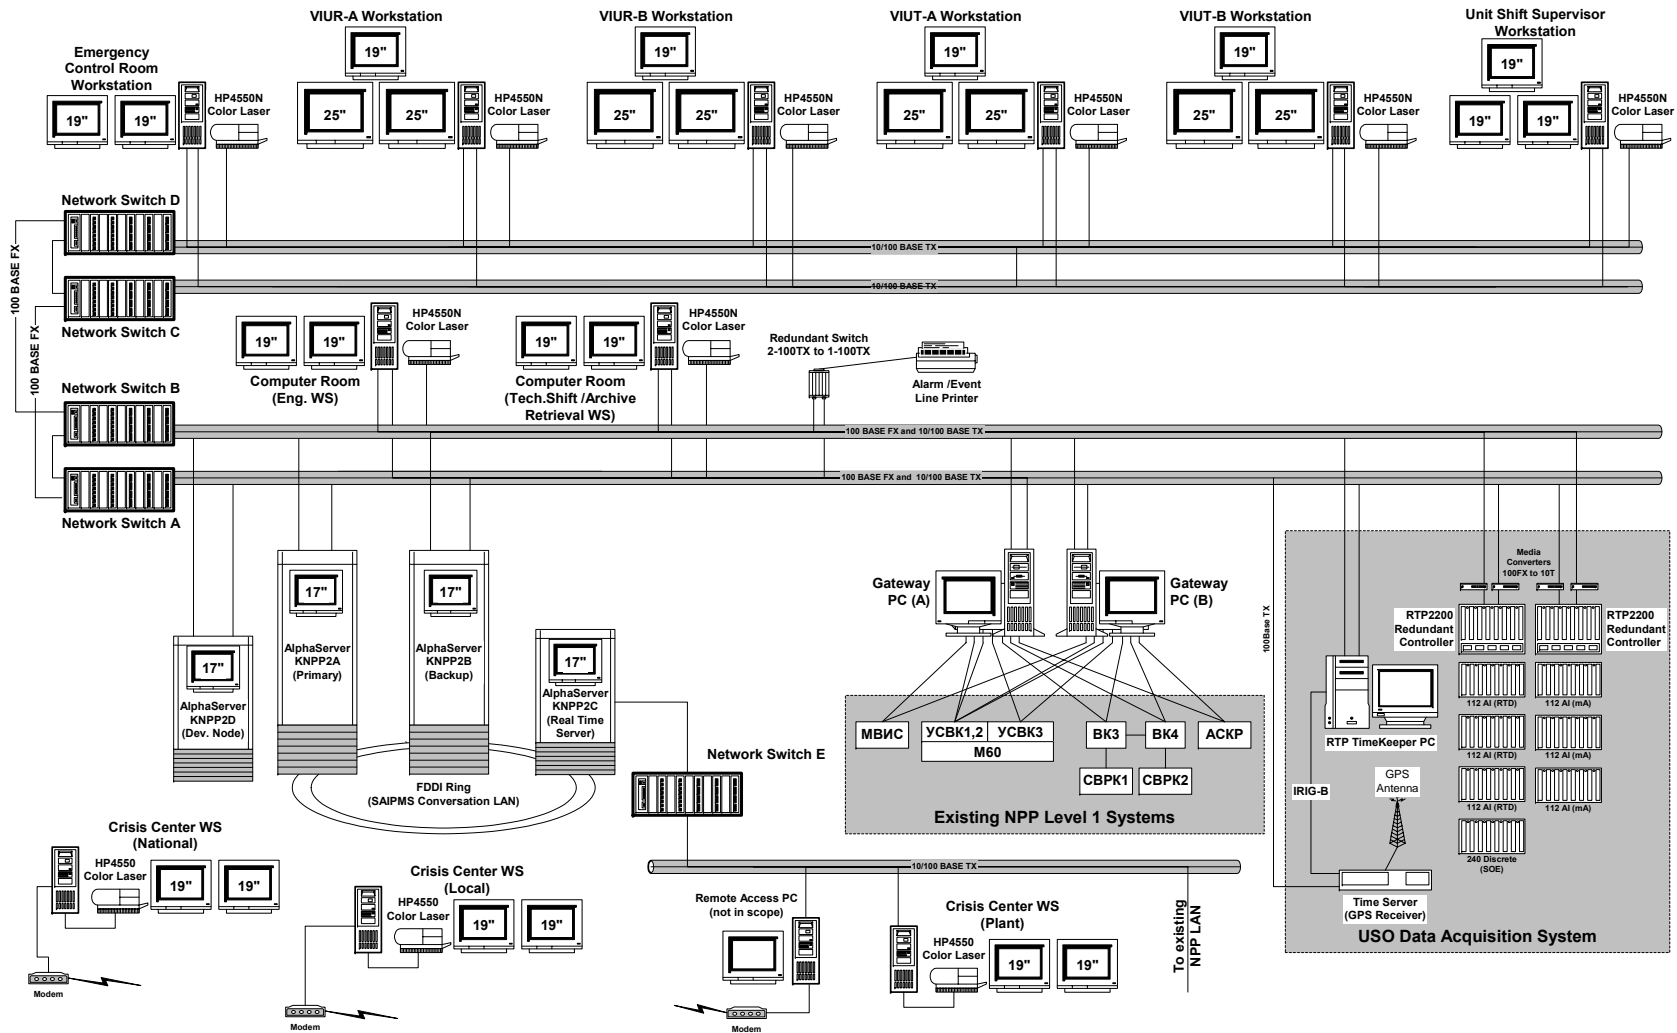 VIUR-A Workstation
VIUR-B Workstation
VIUT-A Workstation
VIUT-B Workstation
Unit Shift Supervisor
Workstation
Emergency
Control Room
Workstation
19"
19"
HP4550N
Color Laser
19"
25"
25"
HP4550N
Color Laser
19"
25"
25"
HP4550N
Color Laser
19"
25"
25"
HP4550N
Color Laser
19"
25"
25"
HP4550N
Color Laser
19"
19"
19"
HP4550N
Color Laser
Network Switch D
10/100 BASE TX
100 BASE FX
10/100 BASE TX
Network Switch C
100 BASE FX
19"
19"
HP4550N
Color Laser
Computer Room
(Eng. WS)
19"
19"
HP4550N
Color Laser
Computer Room
(Tech.Shift /Archive
Retrieval WS)
Redundant Switch
2-100TX to 1-100TX
Alarm /Event
Line Printer
Network Switch B
100 BASE FX and 10/100 BASE TX
100 BASE FX and 10/100 BASE TX
Network Switch A
17"
AlphaServer
KNPP2D
(Dev. Node)
17"
AlphaServer
KNPP2A
(Primary)
17"
AlphaServer
KNPP2B
(Backup)
17"
AlphaServer
KNPP2C
(Real Time
Server)
FDDI Ring
(SAIPMS Conversation LAN)
Network Switch E
Gateway
PC (A)
Gateway
PC (B)
МВИС
УСВК1,2
УСВК3
М60
ВК3
ВК4
АСКР
СВРК1
СВРК2
Existing NPP Level 1 Systems
100Base TX
Media
Converters
100FX to 10T
RTP2200
Redundant
Controller
RTP2200
Redundant
Controller
112 AI (RTD)
112 AI (mA)
112 AI (RTD)
112 AI (mA)
112 AI (RTD)
112 AI (mA)
240 Discrete
(SOE)
RTP TimeKeeper PC
IRIG-B
GPS
Antenna
Time Server
(GPS Receiver)
USO Data Acquisition System
10/100 BASE TX
Crisis Center WS
(National)
HP4550
Color Laser
19"
19"
Modem
Crisis Center WS
(Local)
HP4550
Color Laser
19"
19"
Modem
Remote Access PC
(not in scope)
Modem
Crisis Center WS
(Plant)
HP4550
Color Laser
19"
19"
To existing
NPP LAN